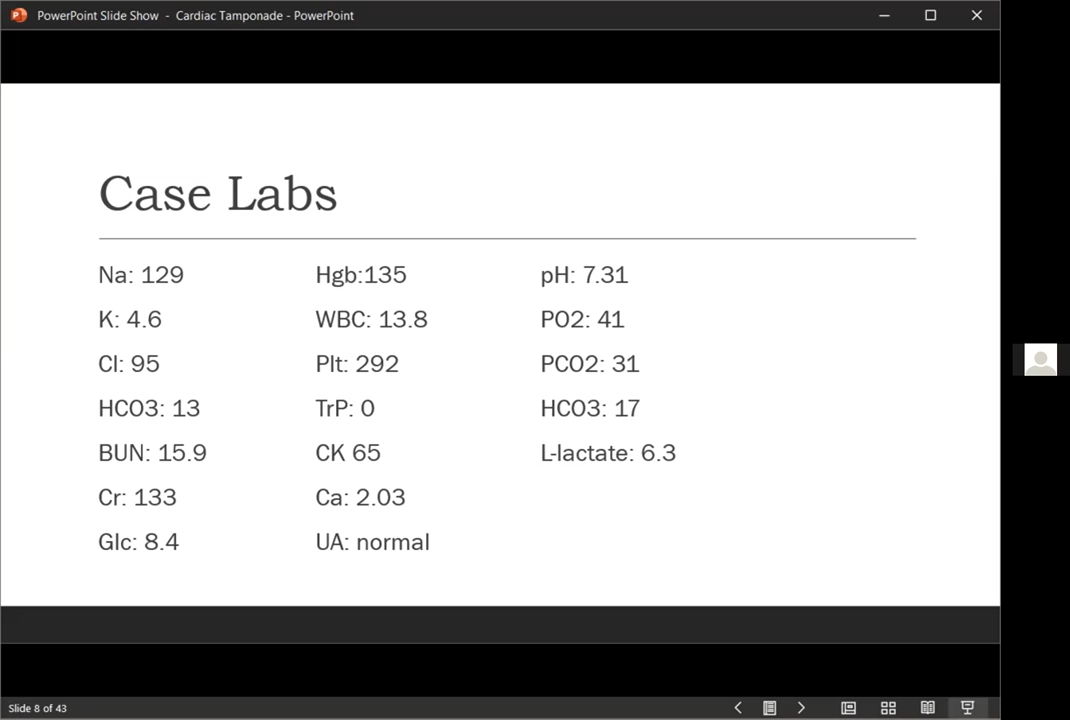 PowerPoint Slide Show - Cardiac Tamponade - PowerPoint
Case Labs
Na: 129
K: 4.6
Cl: 95
HCO3: 13
BUN: 15.9
Cr: 133
Glc: 8.4
Hgb:135
WBC: 13.8
Plt: 292
TrP: 0
CK 65
Ca: 2.03
UA: normal
pH: 7.31
PO2: 41
PCO2: 31
HCO3: 17
L-lactate: 6.3
Slide 8 of 43